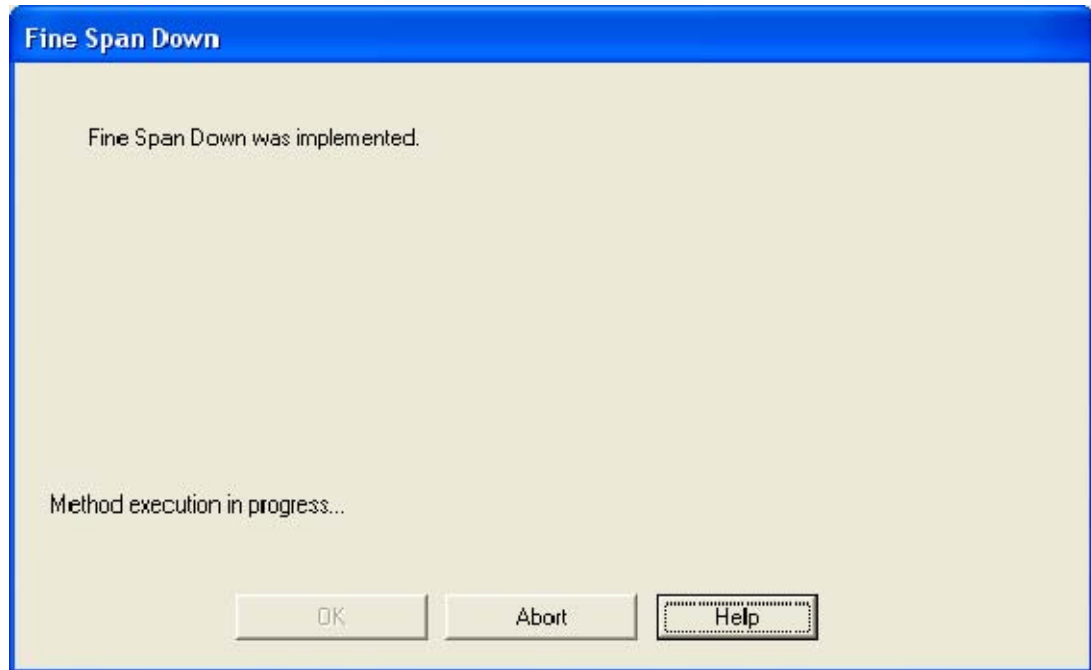 Fine Span Down
Fine Span Down was implemented.
Method execution in progress...
OK Abort Help